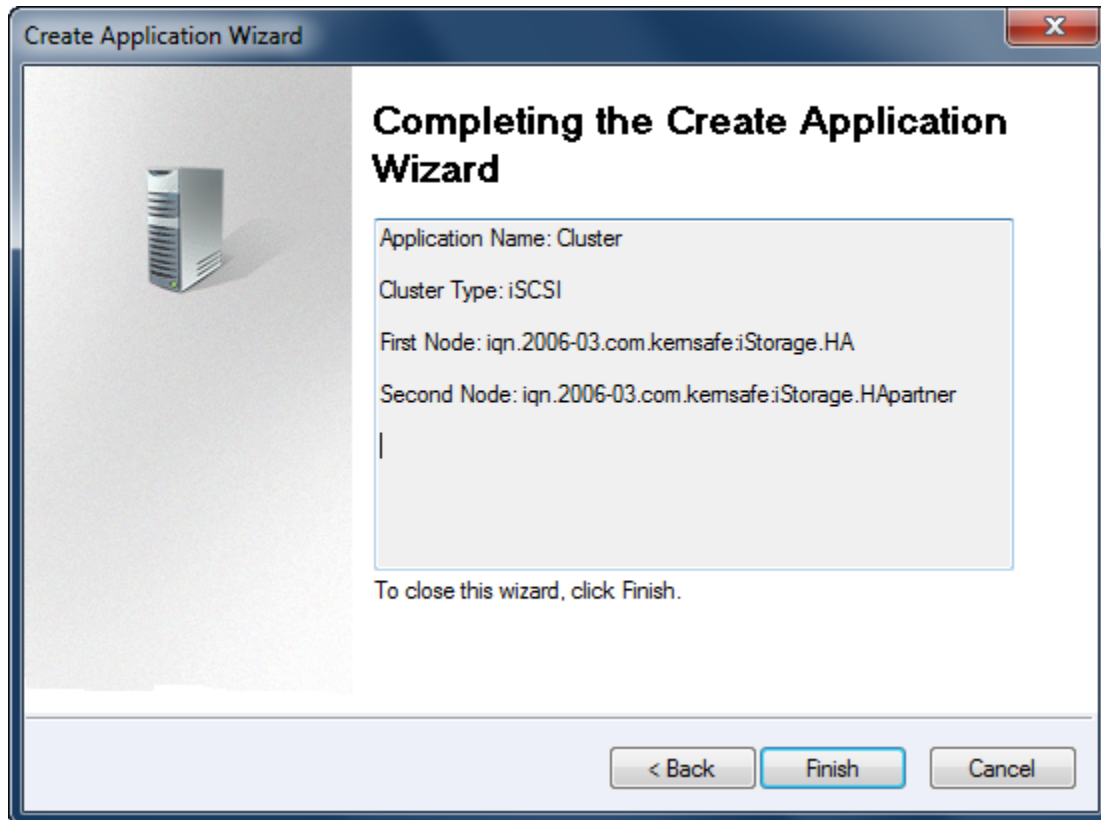 Create Application Wizard
Completing the Create Application
Wizard
Application Name: Cluster
Cluster Type: iSCSI
First Node: iqn.2006-03.com.kernsafe:iStorage.HA
Second Node: iqn.2006-03.com.kernsafe:iStorage.HApartner
To close this wizard, click Finish.
< Back
Finish
Cancel